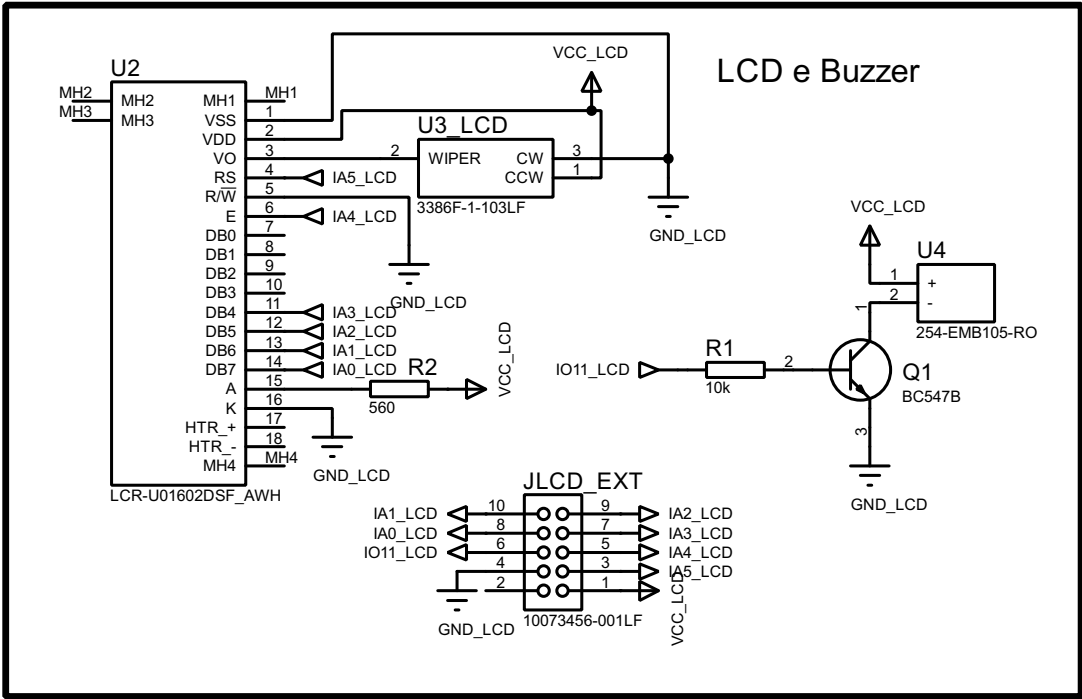 LCD e Buzzer
VCC_LCD
U2
MH2 MH2 MH1 MH1
MH3 MH3 VSS 1
VDD 2
VO 3
RS 4 IA5_LCD
R/W 5
E 6 IA4_LCD
DB0 7
DB1 8
DB2 9
DB3 10
DB4 11 IA3_LCD
DB5 12 IA2_LCD
DB6 13 IA1_LCD
DB7 14 IA0_LCD
A 15
K 16
HTR_+ 17
HTR_- 18
MH4 MH4
LCR-U01602DSF_AWH
U3_LCD
2 WIPER CW 3
CCW 1
3386F-1-103LF
GND_LCD
GND_LCD
R2
560
VCC_LCD
GND_LCD
VCC_LCD
U4
1 +
2 -
254-EMB105-RO
1
IO11_LCD
R1
10k
2
Q1
BC547B
3
GND_LCD
JLCD_EXT
IA1_LCD 10 9 IA2_LCD
IA0_LCD 8 7 IA3_LCD
IO11_LCD 6 5 IA4_LCD
4 3 IA5_LCD
2 1
VCC_LCD
GND_LCD
10073456-001LF